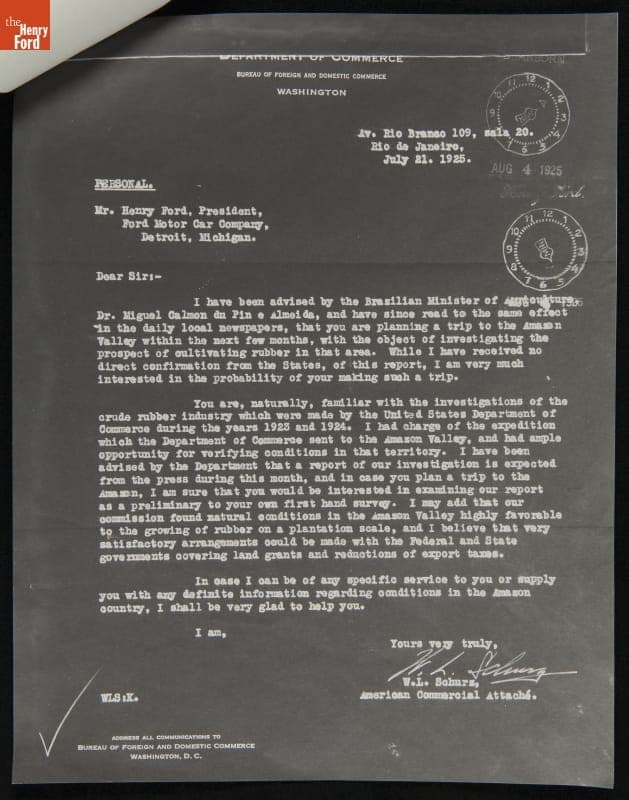 the
Henry
Ford
DEPARTMENT OF COMMERCE
BUREAU OF FOREIGN AND DOMESTIC COMMERCE
WASHINGTON
Av. Rio Branco 109, sala 20.
Rio de Janeiro,
July 21. 1925.
AUG 4 1925
PERSONAL.
Mr. Henry Ford, President,
Ford Motor Car Company,
Detroit, Michigan.
Dear Sir:-
I have been advised by the Brazilian Minister of Agriculture,
Dr. Miguel Calmon du Pin e Almeida, and have since read to the same effect
in the daily local newspapers, that you are planning a trip to the Amazon
Valley within the next few months, with the object of investigating the
prospect of cultivating rubber in that area. While I have received no
direct confirmation from the States, of this report, I am very much
interested in the probability of your making such a trip.
You are, naturally, familiar with the investigations of the
crude rubber industry which were made by the United States Department of
Commerce during the years 1923 and 1924. I had charge of the expedition
which the Department of Commerce sent to the Amazon Valley, and had ample
opportunity for verifying conditions in that territory. I have been
advised by the Department that a report of our investigation is expected
from the press during this month, and in case you plan a trip to the
Amazon, I am sure that you would be interested in examining our report
as a preliminary to your own first hand survey. I may add that our
commission found natural conditions in the Amazon Valley highly favorable
to the growing of rubber on a plantation scale, and I believe that very
satisfactory arrangements could be made with the Federal and State
governments covering land grants and reductions of export taxes.
In case I can be of any specific service to you or supply
you with any definite information regarding conditions in the Amazon
country, I shall be very glad to help you.
I am,
Yours very truly,
W. L. Schurz
W.L. Schurz,
American Commercial Attaché.
WLS:K.
ADDRESS ALL COMMUNICATIONS TO
BUREAU OF FOREIGN AND DOMESTIC COMMERCE
WASHINGTON, D. C.